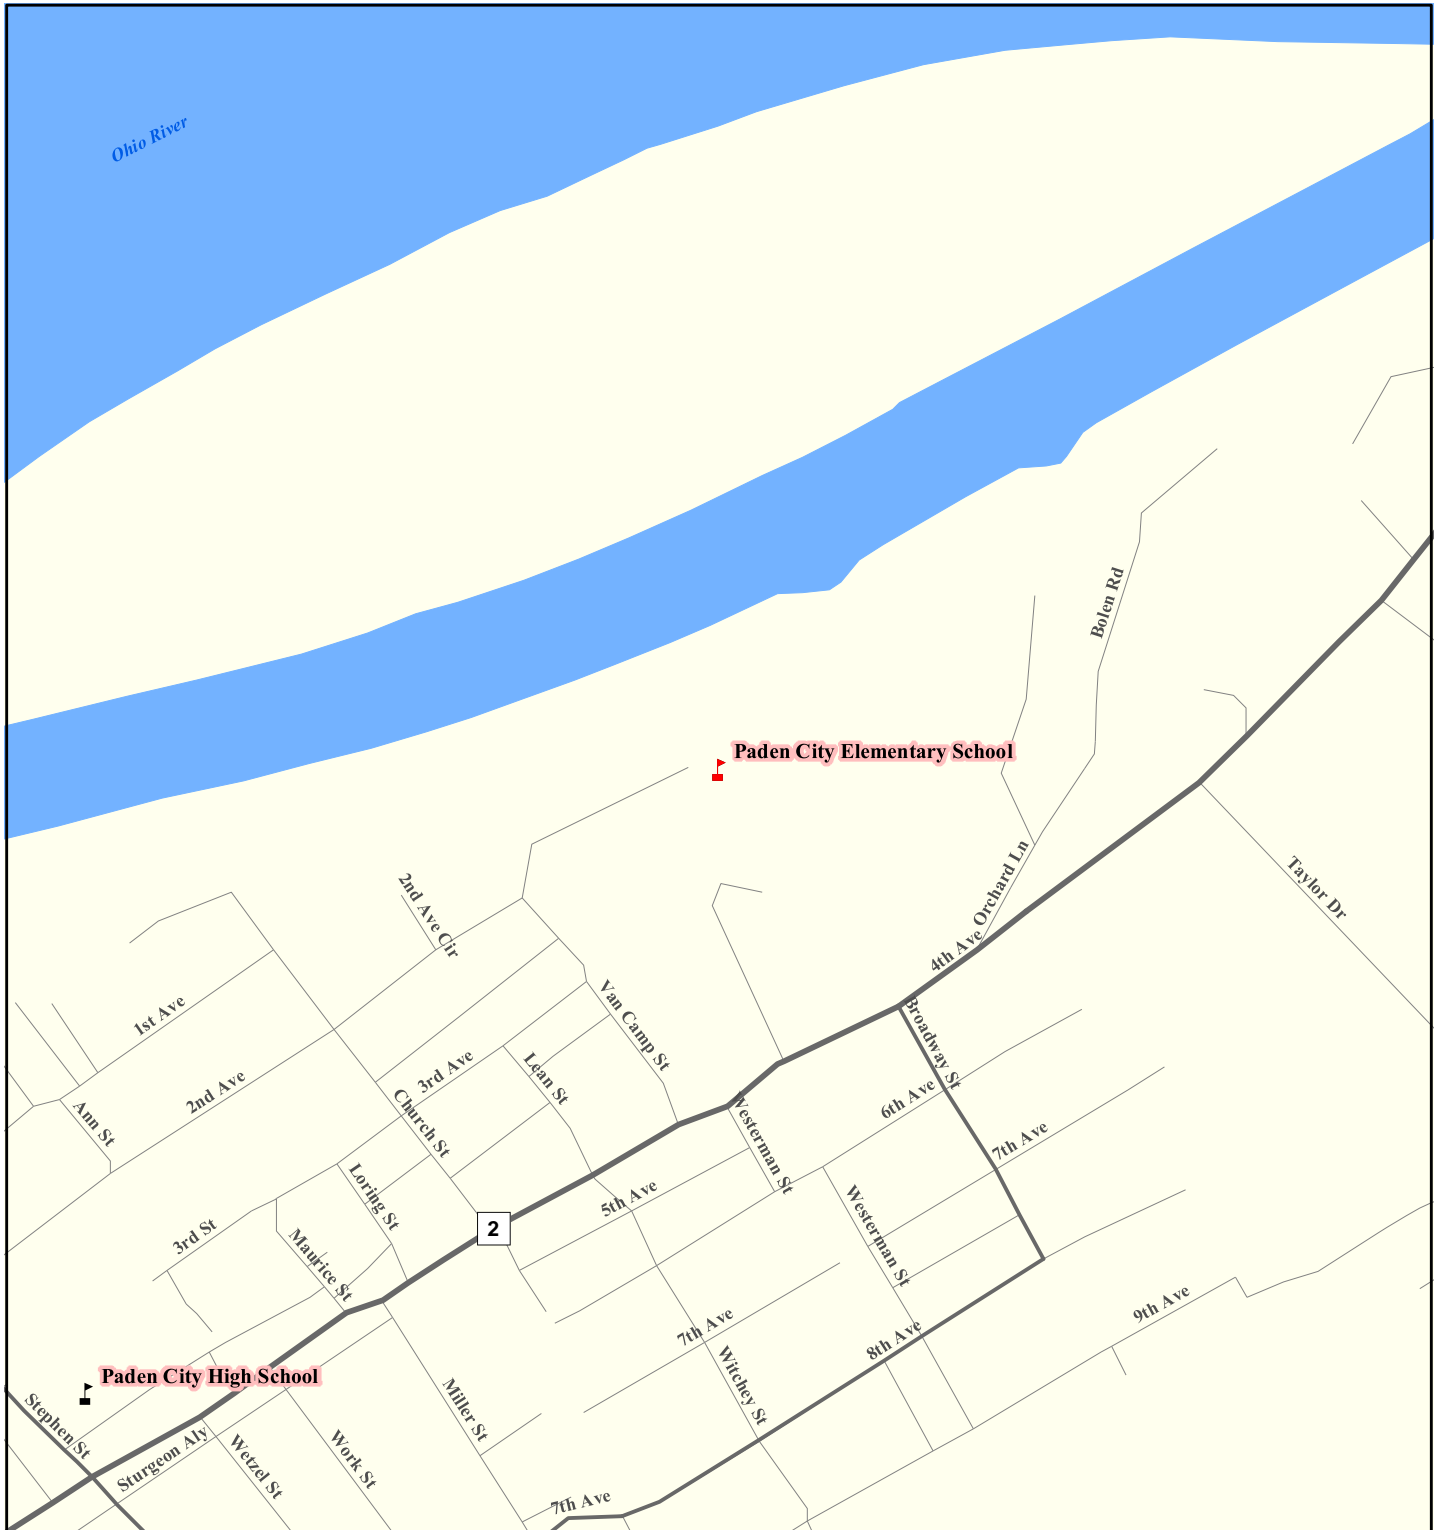 Ohio River
Bolen Rd
Paden City Elementary School
Orchard Ln
Taylor Dr
2nd Ave Cir
4th Ave
1st Ave
Van Camp St
Broadway St
3rd Ave
Lean St
2nd Ave
6th Ave
Church St
Ann St
Westerman St
7th Ave
Loring St
5th Ave
2
3rd St
Maurice St
Westerman St
9th Ave
7th Ave
8th Ave
Paden City High School
Witchey St
Miller St
Stephen St
Sturgeon Aly
Wetzel St
Work St
7th Ave